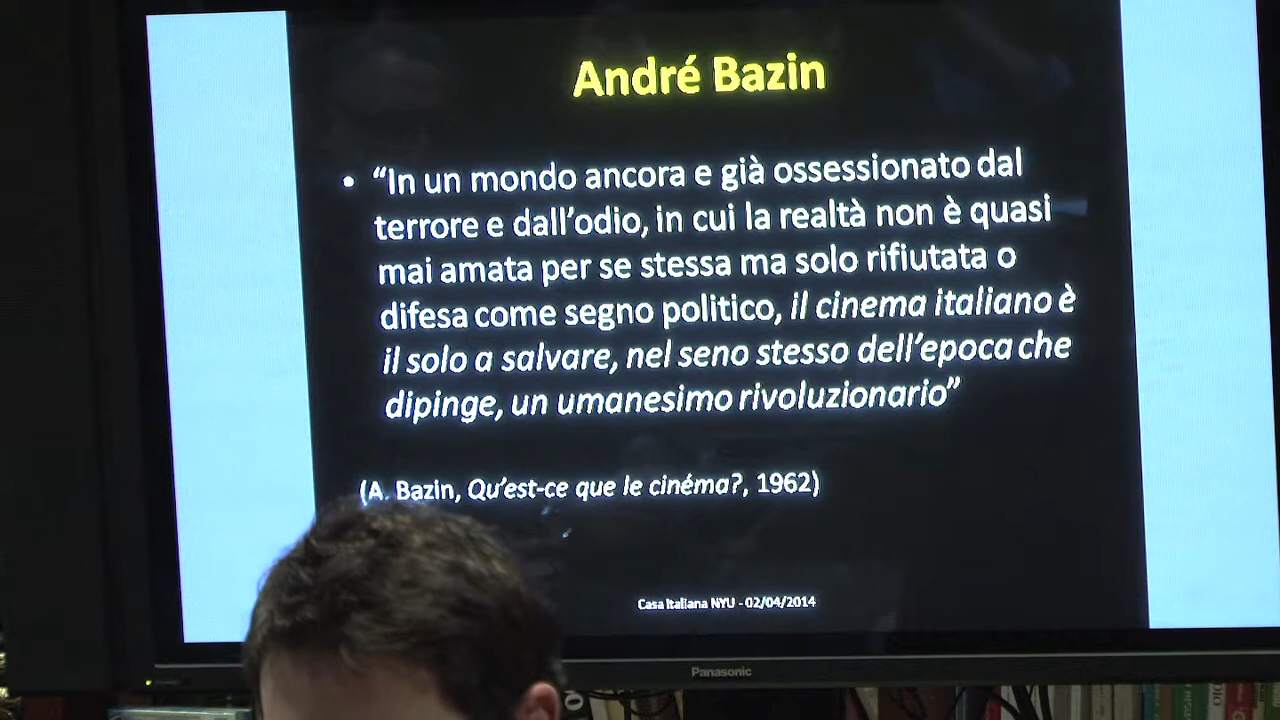 André Bazin
• “In un mondo ancora e già ossessionato dal
terrore e dall’odio, in cui la realtà non è quasi
mai amata per se stessa ma solo rifiutata o
difesa come segno politico, il cinema italiano è
il solo a salvare, nel seno stesso dell’epoca che
dipinge, un umanesimo rivoluzionario”
(A. Bazin, Qu’est-ce que le cinéma?, 1962)
Casa Italiana NYU - 02/04/2014
Panasonic